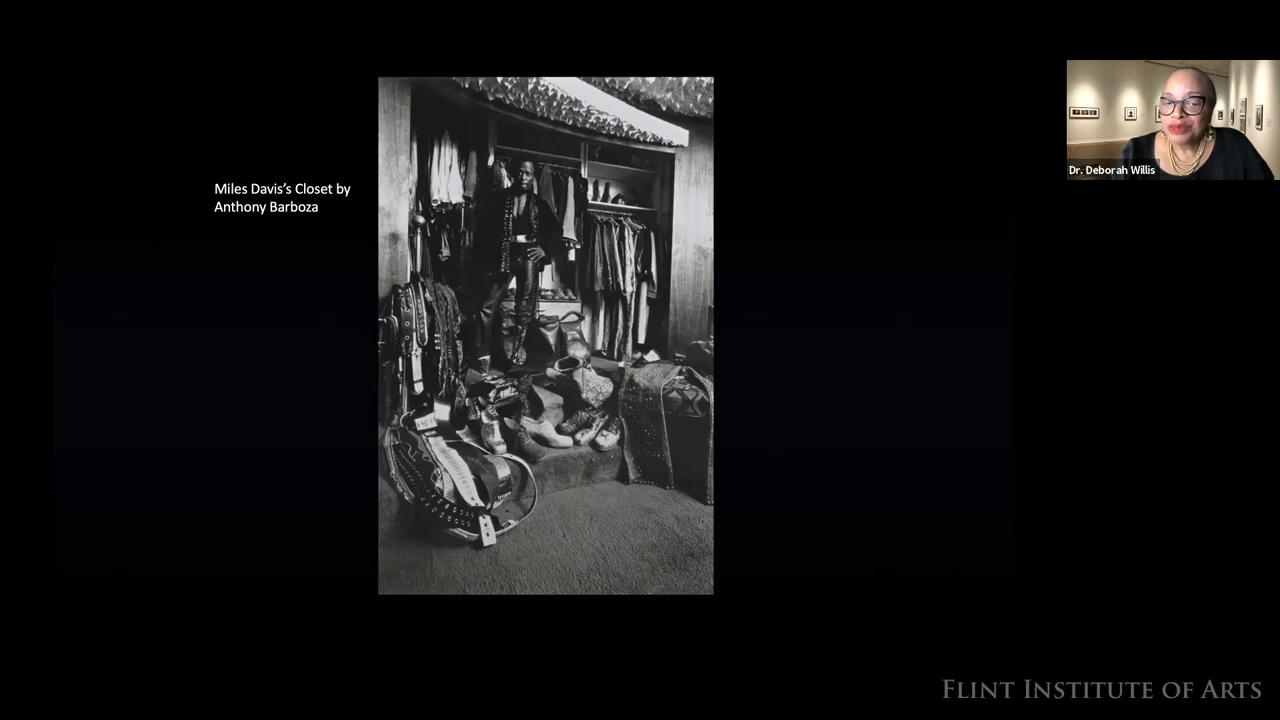 Miles Davis's Closet by
Anthony Barboza
Dr. Deborah Willis
Flint Institute of Arts